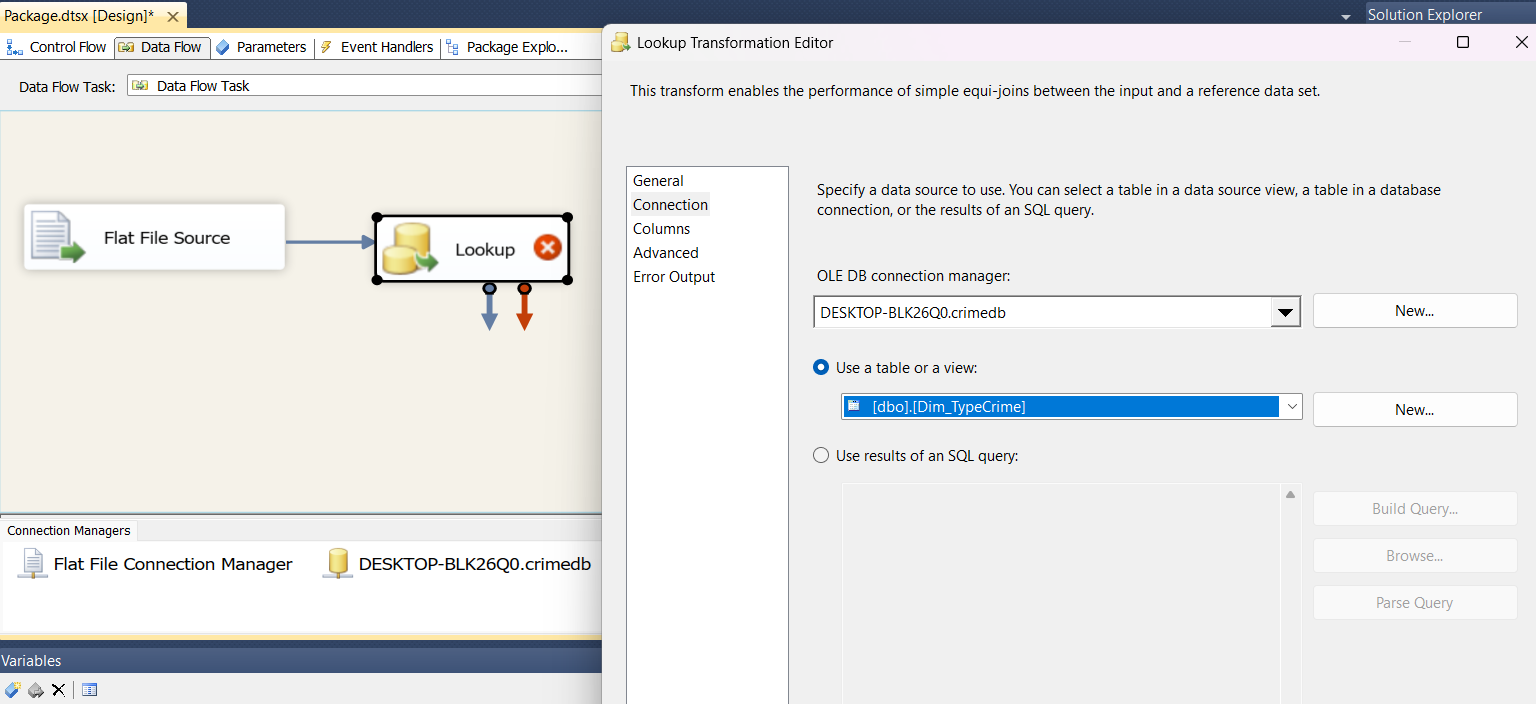 Package.dtsx [Design]*
Solution Explorer
Control Flow
Data Flow
Parameters
Event Handlers
Package Explo...
Data Flow Task:
Data Flow Task
Flat File Source
Lookup
Connection Managers
Flat File Connection Manager
DESKTOP-BLK26Q0.crimedb
Variables
Lookup Transformation Editor
This transform enables the performance of simple equi-joins between the input and a reference data set.
General
Connection
Columns
Advanced
Error Output
Specify a data source to use. You can select a table in a data source view, a table in a database
connection, or the results of an SQL query.
OLE DB connection manager:
DESKTOP-BLK26Q0.crimedb
New...
Use a table or a view:
[dbo].[Dim_TypeCrime]
New...
Use results of an SQL query:
Build Query...
Browse...
Parse Query